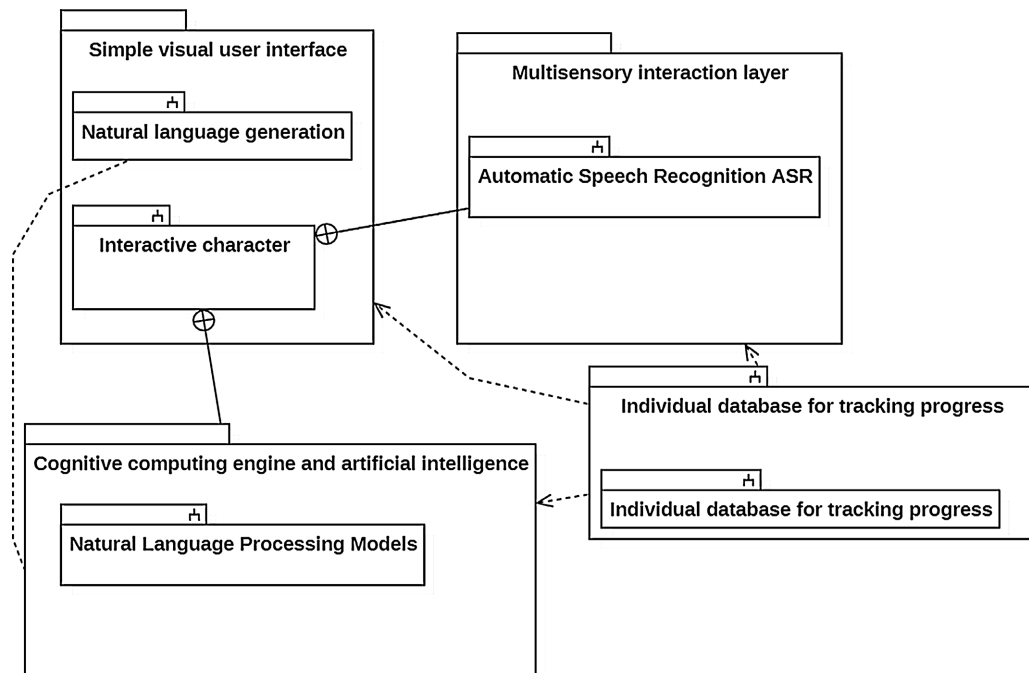 Simple visual user interface
Natural language generation
Interactive character
Multisensory interaction layer
Automatic Speech Recognition ASR
Cognitive computing engine and artificial intelligence
Natural Language Processing Models
Individual database for tracking progress
Individual database for tracking progress